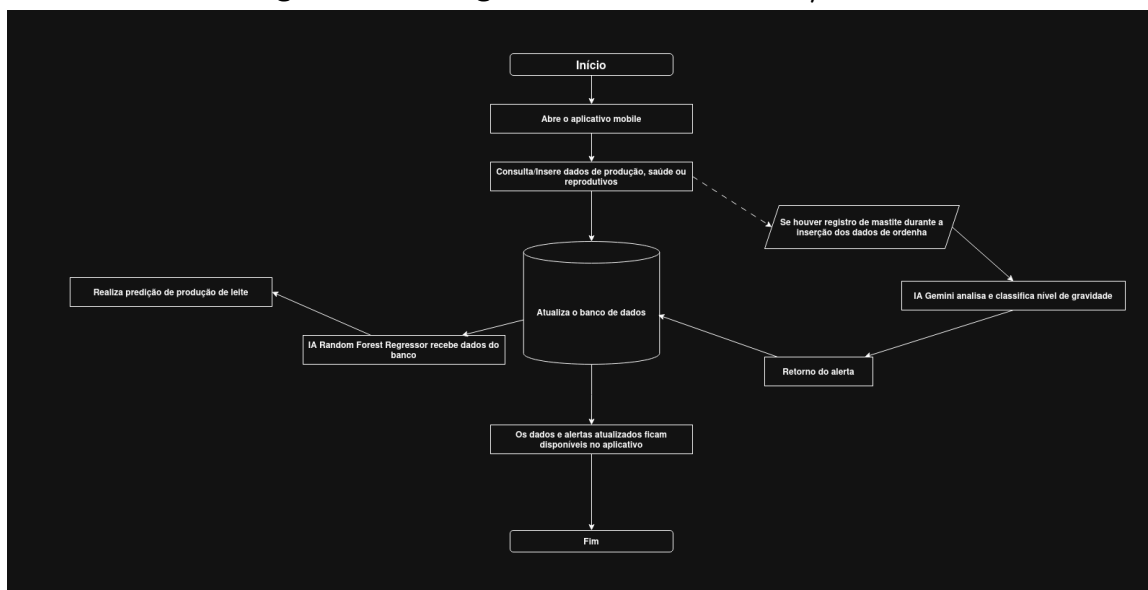 Início
Abre o aplicativo mobile
Consulta/Insere dados de produção, saúde ou
reprodutivos
Se houver registro de mastite durante a
inserção dos dados de ordenha
Realiza predição de produção de leite
IA Gemini analisa e classifica nível de gravidade
Atualiza o banco de dados
IA Random Forest Regressor recebe dados do
banco
Retorno do alerta
Os dados e alertas atualizados ficam
disponíveis no aplicativo
Fim